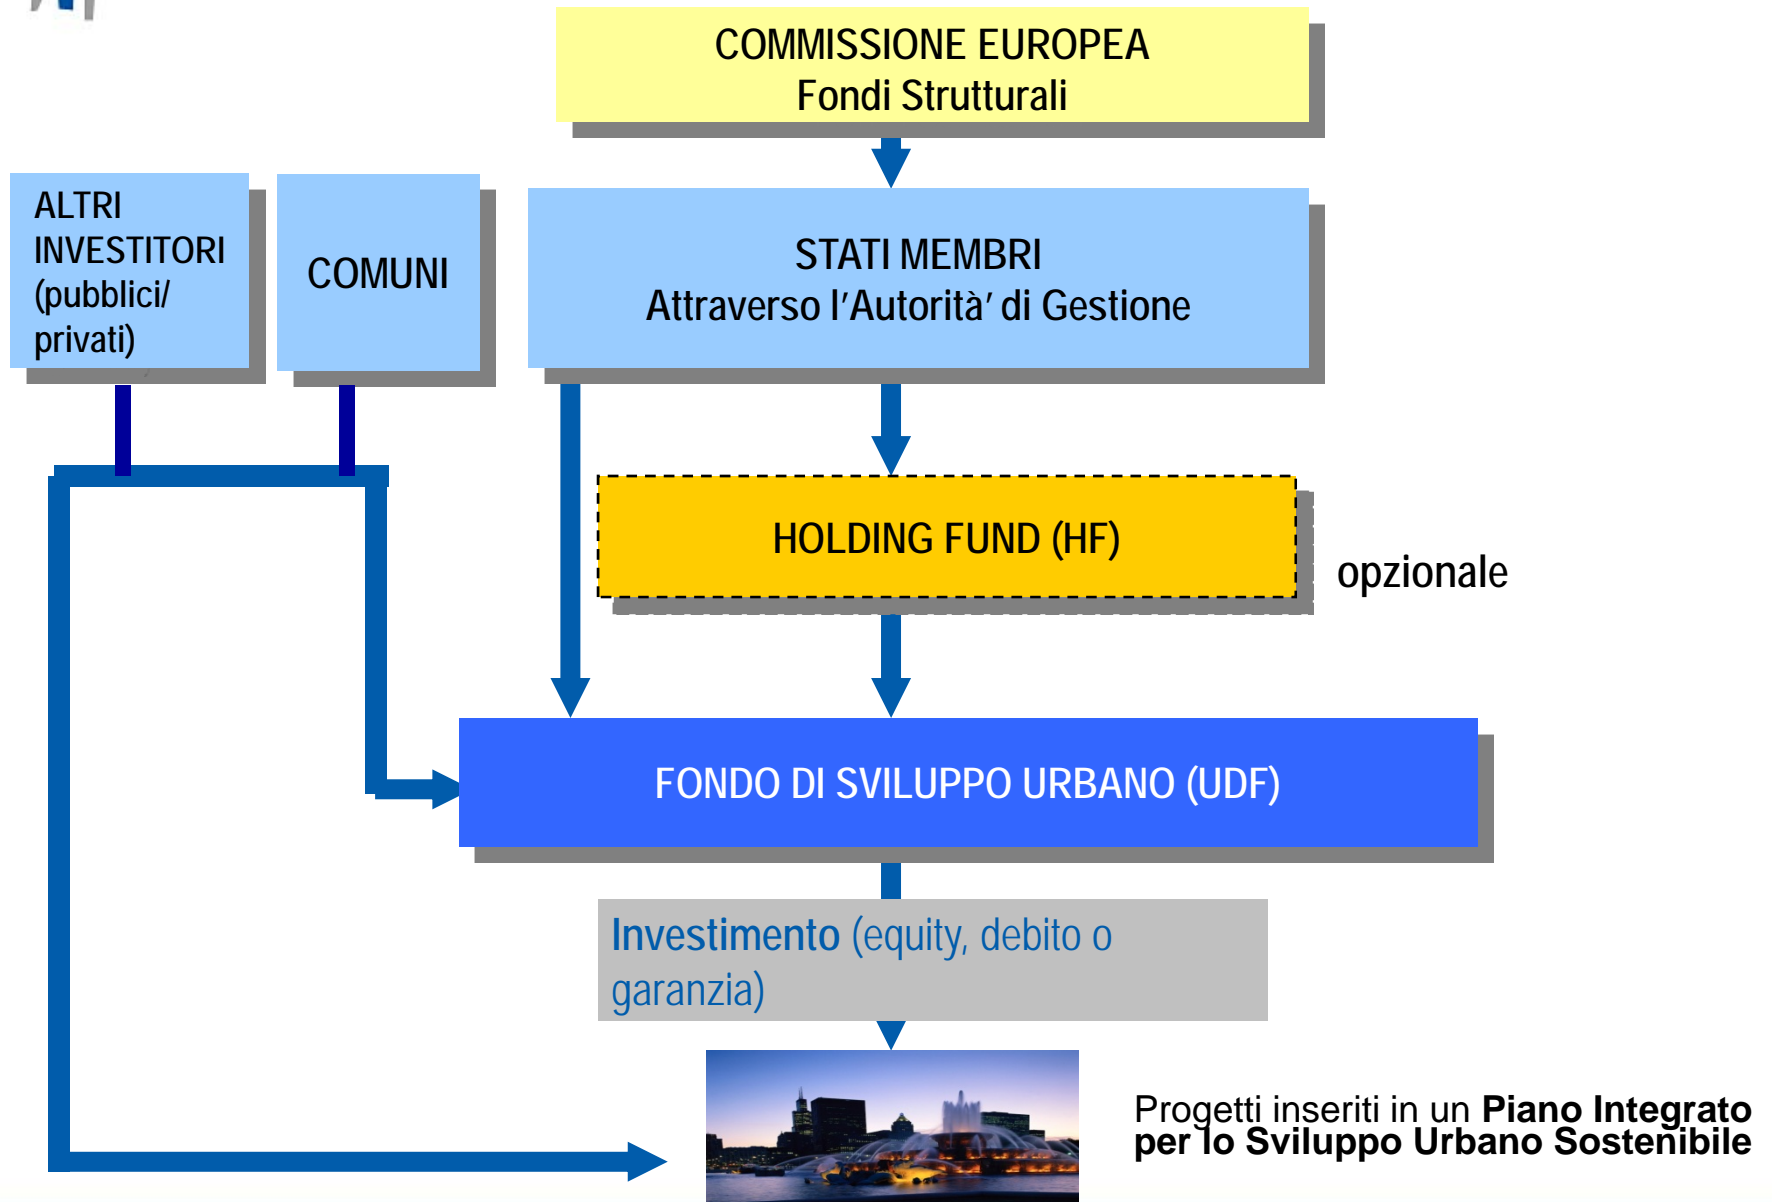 COMMISSIONE EUROPEA
Fondi Strutturali
ALTRI
INVESTITORI
(pubblici/
privati)
COMUNI
STATI MEMBRI
Attraverso l'Autorità' di Gestione
HOLDING FUND (HF)
opzionale
FONDO DI SVILUPPO URBANO (UDF)
Investimento (equity, debito o
garanzia)
Progetti inseriti in un Piano Integrato
per lo Sviluppo Urbano Sostenibile